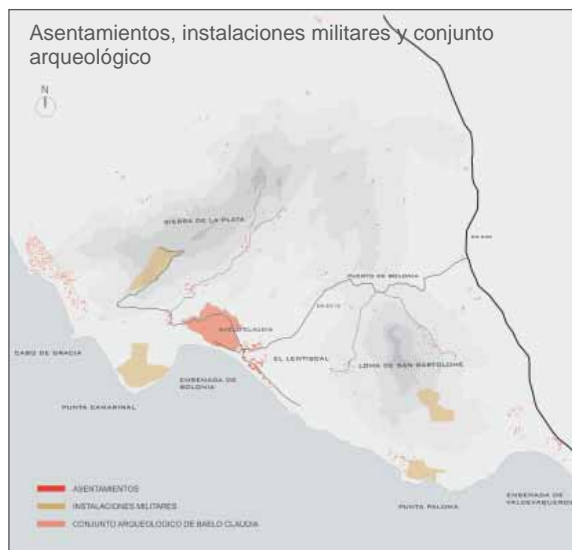 Asentamientos, instalaciones militares y conjunto
arqueológico
N
SIERRA DE LA PLATA
PUERTO DE BOLONIA
BAELO CLAUDIA
EL LENTISCAL
LOMA DE SAN BARTOLOME
CABO DE GRACIA
ENSENADA DE
BOLONIA
PUNTA CAMARINAL
PUNTA PALOMA
ENSENADA DE
VALDEVAQUEROS
ASENTAMIENTOS
INSTALACIONES MILITARES
CONJUNTO ARQUEOLOGICO DE BAELO CLAUDIA